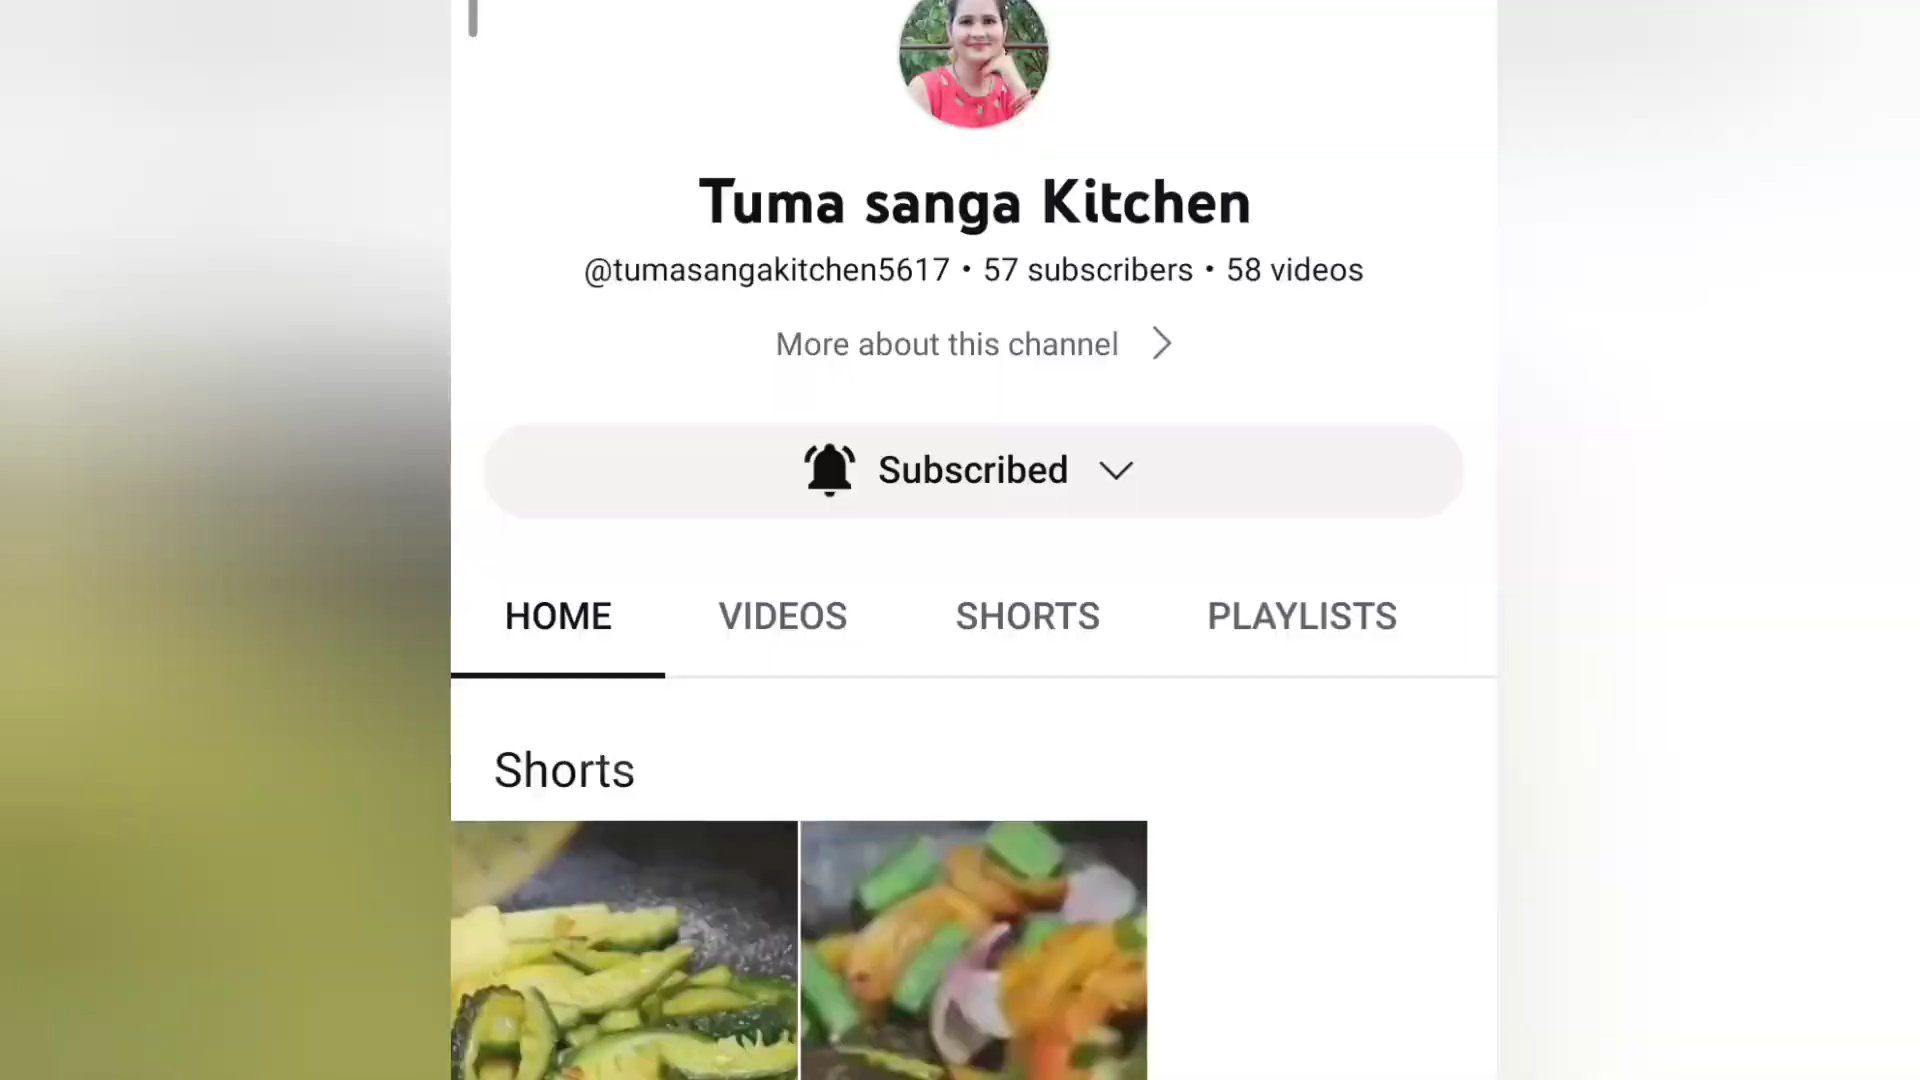 Tuma sanga Kitchen
@tumasangakitchen5617 • 57 subscribers • 58 videos
More about this channel
Subscribed
HOME VIDEOS SHORTS PLAYLISTS
Shorts